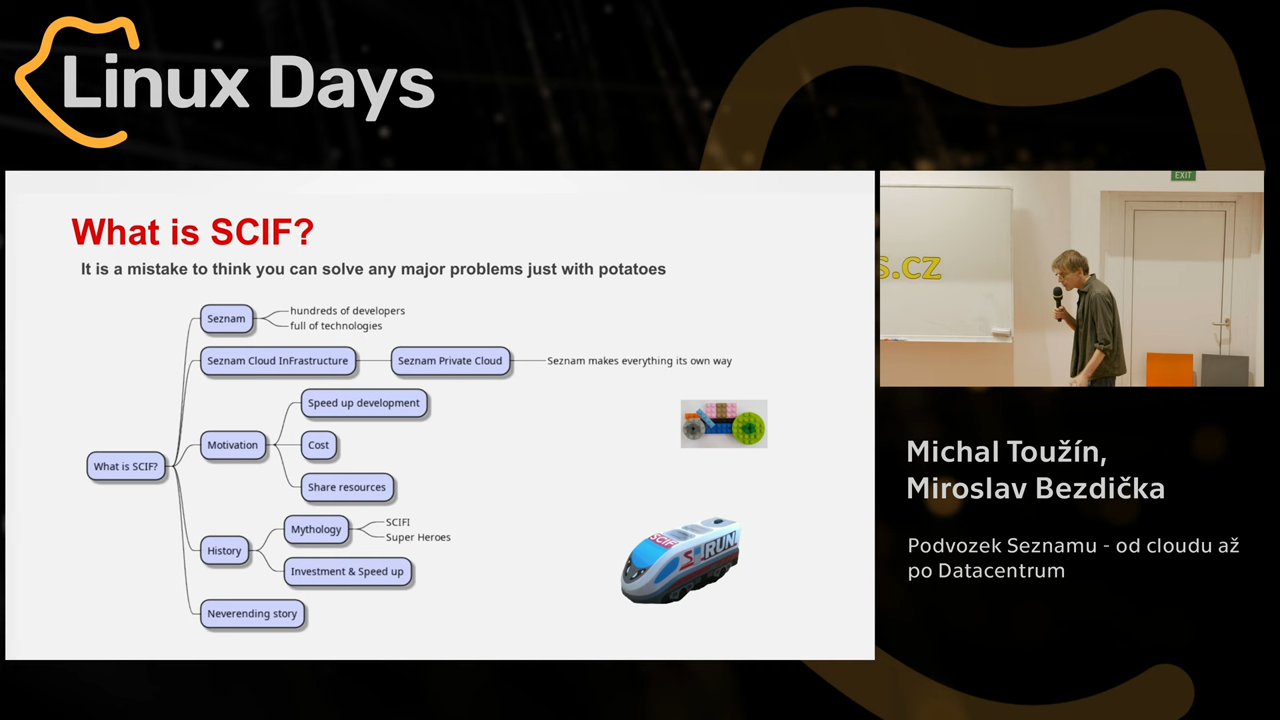 Linux Days
What is SCIF?
It is a mistake to think you can solve any major problems just with potatoes
Seznam
hundreds of developers
full of technologies
Seznam Cloud InFrastructure
Seznam Private Cloud
Seznam makes everything its own way
Speed up development
Motivation
Cost
Share resources
What is SCIF?
Mythology
SCIFI
Super Heroes
History
Investment & Speed up
Neverending story
SCIF
RUN
EXIT
s.cz
Michal Toužín,
Miroslav Bezdička
Podvozek Seznamu - od cloudu až
po Datacentrum